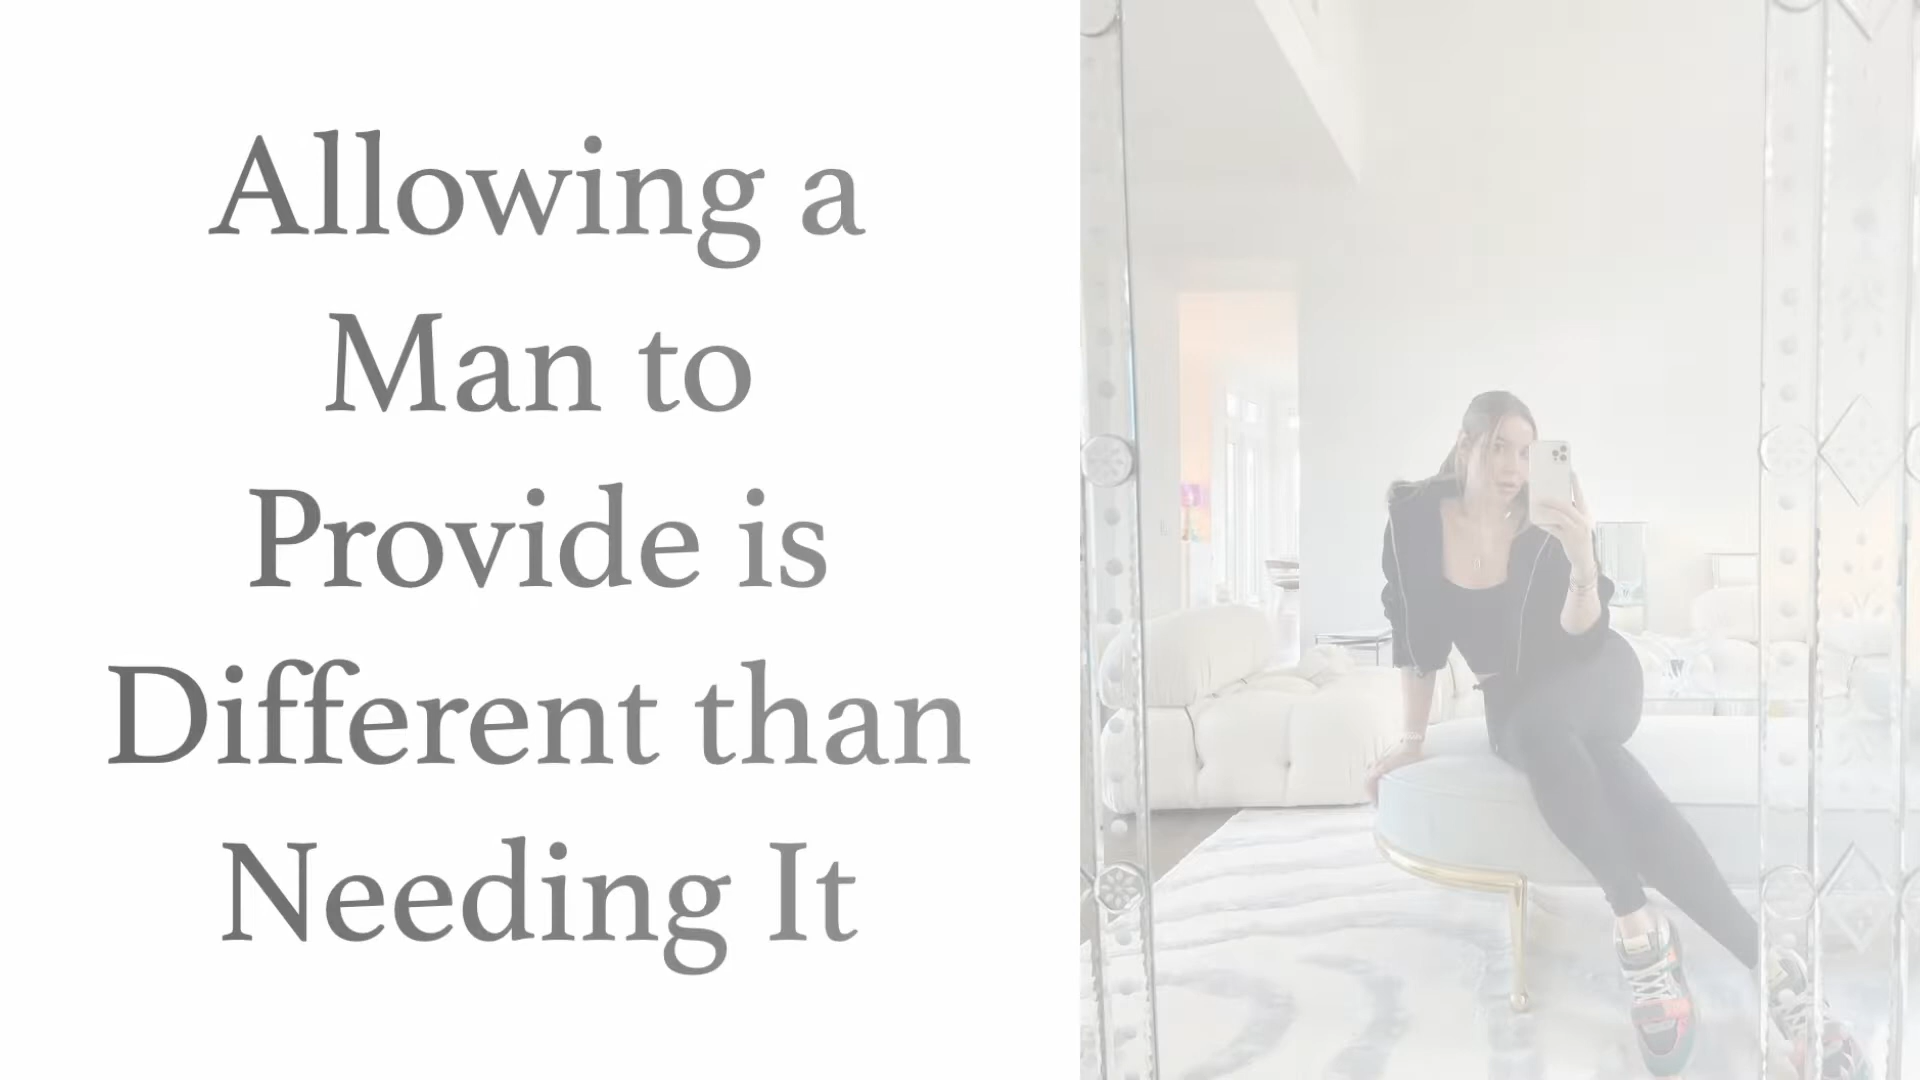 Allowing a
Man to
Provide is
Different than
Needing It